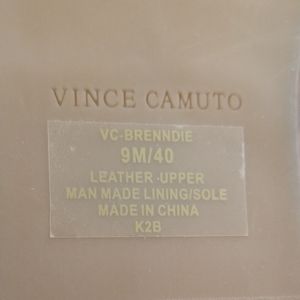 VINCE CAMUTO
VC-BRENNDIE
9M/40
LEATHER -UPPER
MAN MADE LINING/SOLE
MADE IN CHINA
K2B